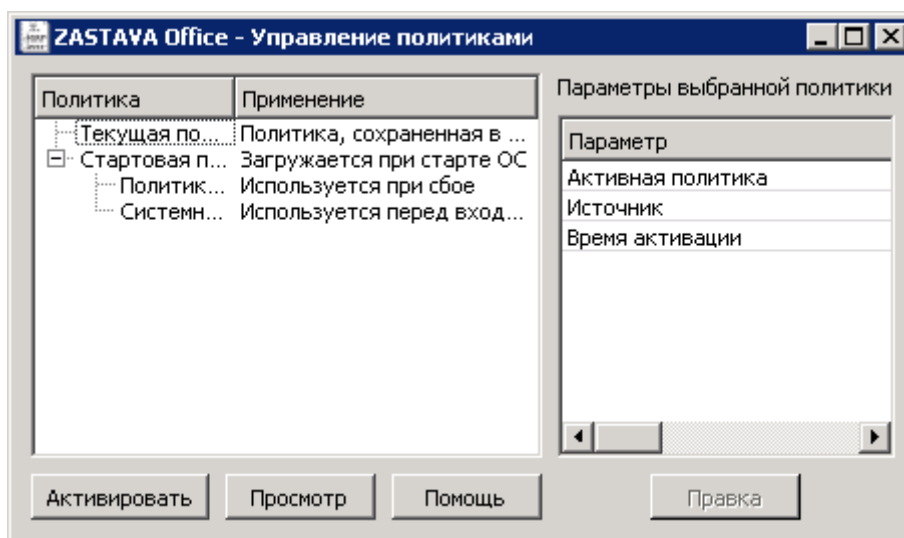 ZASTAVA Office - Управление политиками
Политика Применение
Текущая по... Политика, сохраненная в ...
Стартовая п... Загружается при старте ОС
Политик... Используется при сбое
Системн... Используется перед вход...
Параметры выбранной политики
Параметр
Активная политика
Источник
Время активации
Активировать Просмотр Помощь Правка